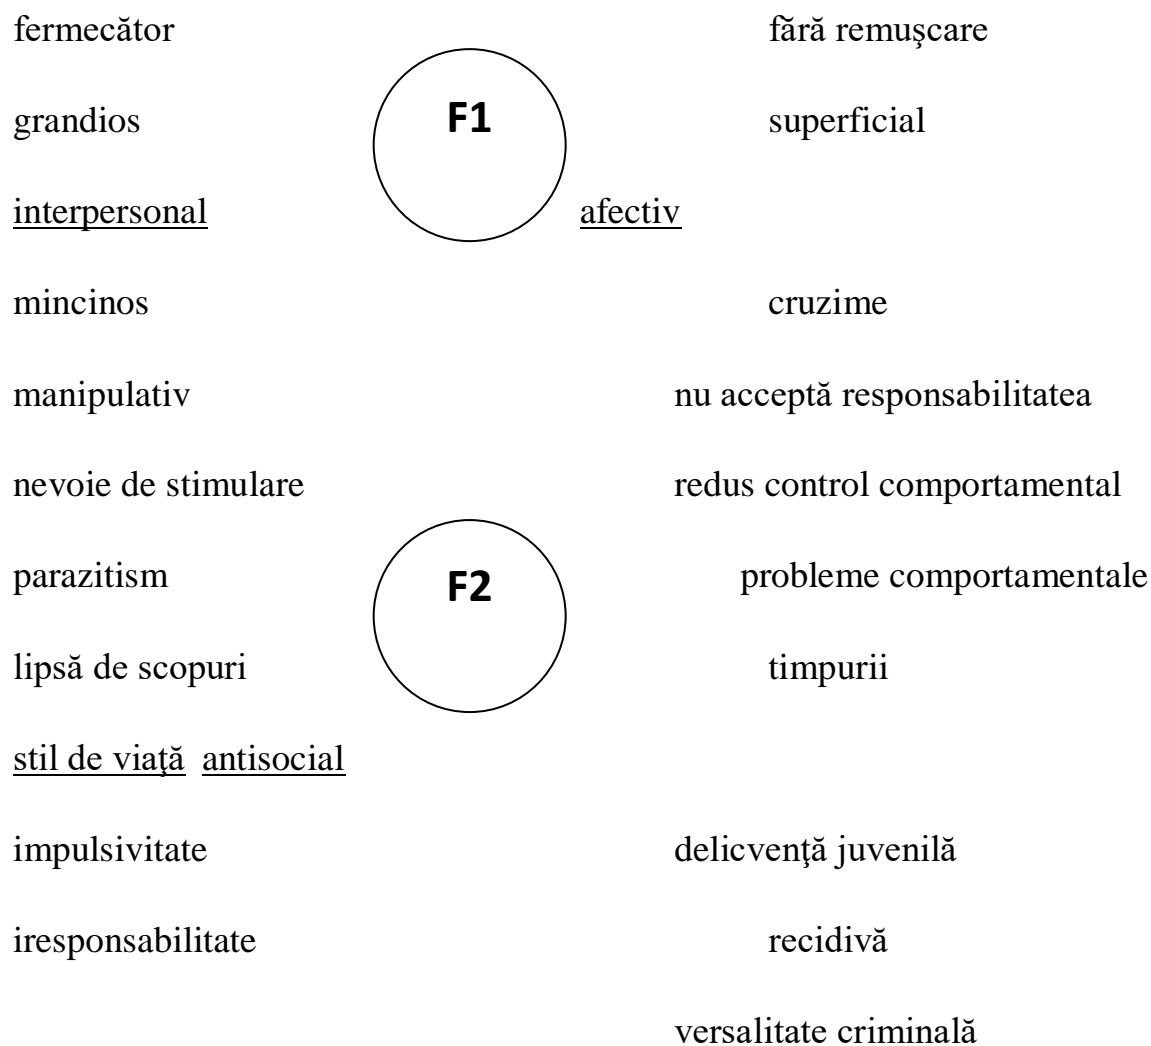 fermecător fără remuşcare
grandios F1 superficial
interpersonal afectiv
mincinos cruzime
manipulativ nu acceptă responsabilitatea
nevoie de stimulare redus control comportamental
parazitism F2 probleme comportamentale
lipsă de scopuri timpurii
stil de viaţă antisocial
impulsivitate delicvenţă juvenilă
iresponsabilitate recidivă
versalitate criminală